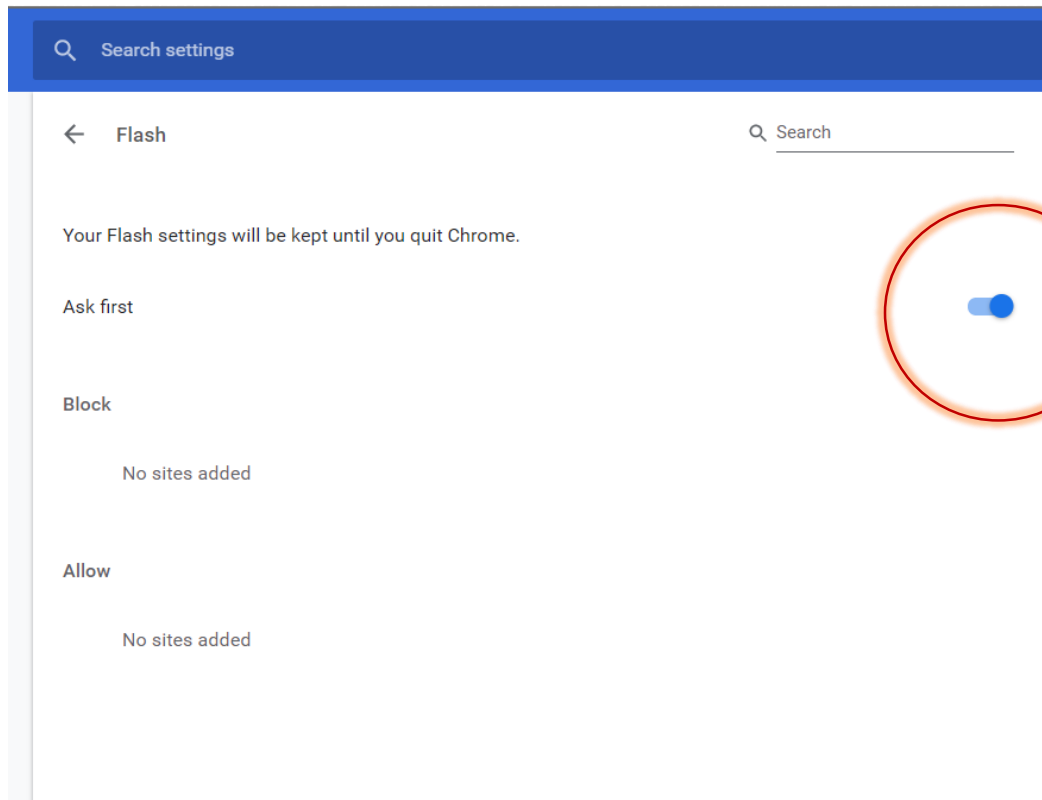 Search settings
Flash
Search
Your Flash settings will be kept until you quit Chrome.
Ask first
Block
No sites added
Allow
No sites added